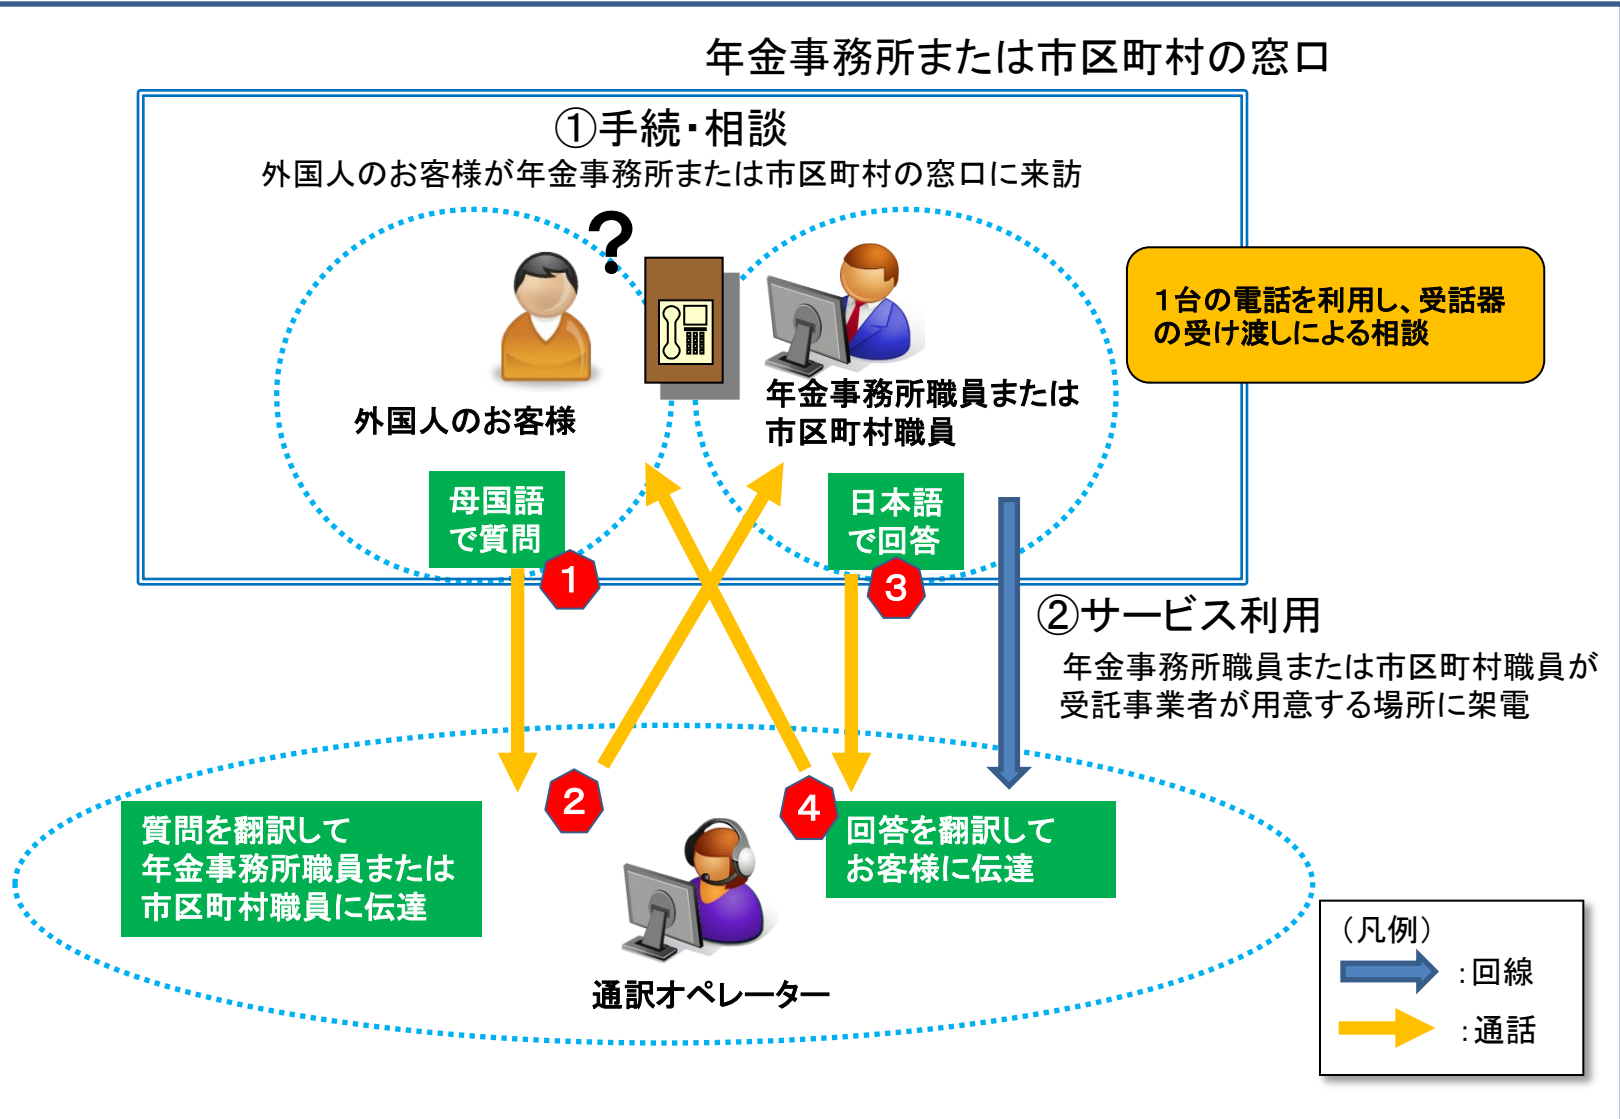 年金事務所または市区町村の窓口
①手続・相談
外国人のお客様が年金事務所または市区町村の窓口に来訪
?
1台の電話を利用し、受話器
の受け渡しによる相談
外国人のお客様
年金事務所職員または
市区町村職員
母国語
で質問
1
日本語
で回答
3
②サービス利用
年金事務所職員または市区町村職員が
受託事業者が用意する場所に架電
2
4
質問を翻訳して
年金事務所職員または
市区町村職員に伝達
回答を翻訳して
お客様に伝達
通訳オペレーター
（凡例）
：回線
：通話